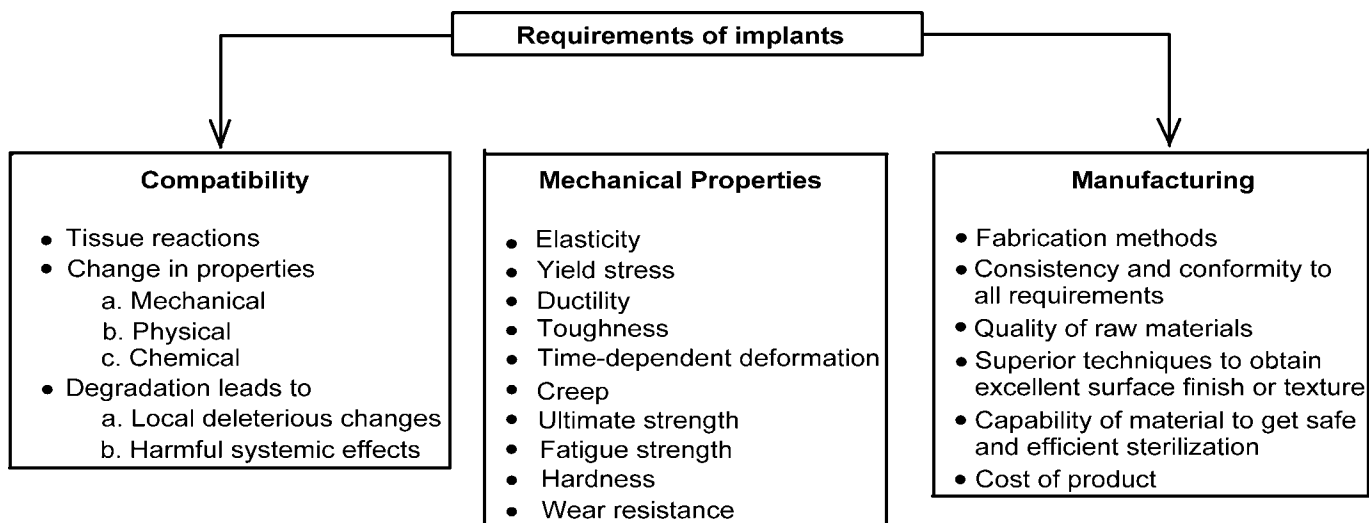 Requirements of implants
Compatibility
• Tissue reactions
• Change in properties
a. Mechanical
b. Physical
c. Chemical
• Degradation leads to
a. Local deleterious changes
b. Harmful systemic effects
Mechanical Properties
• Elasticity
• Yield stress
• Ductility
• Toughness
• Time-dependent deformation
• Creep
• Ultimate strength
• Fatigue strength
• Hardness
• Wear resistance
Manufacturing
• Fabrication methods
• Consistency and conformity to
all requirements
• Quality of raw materials
• Superior techniques to obtain
excellent surface finish or texture
• Capability of material to get safe
and efficient sterilization
• Cost of product